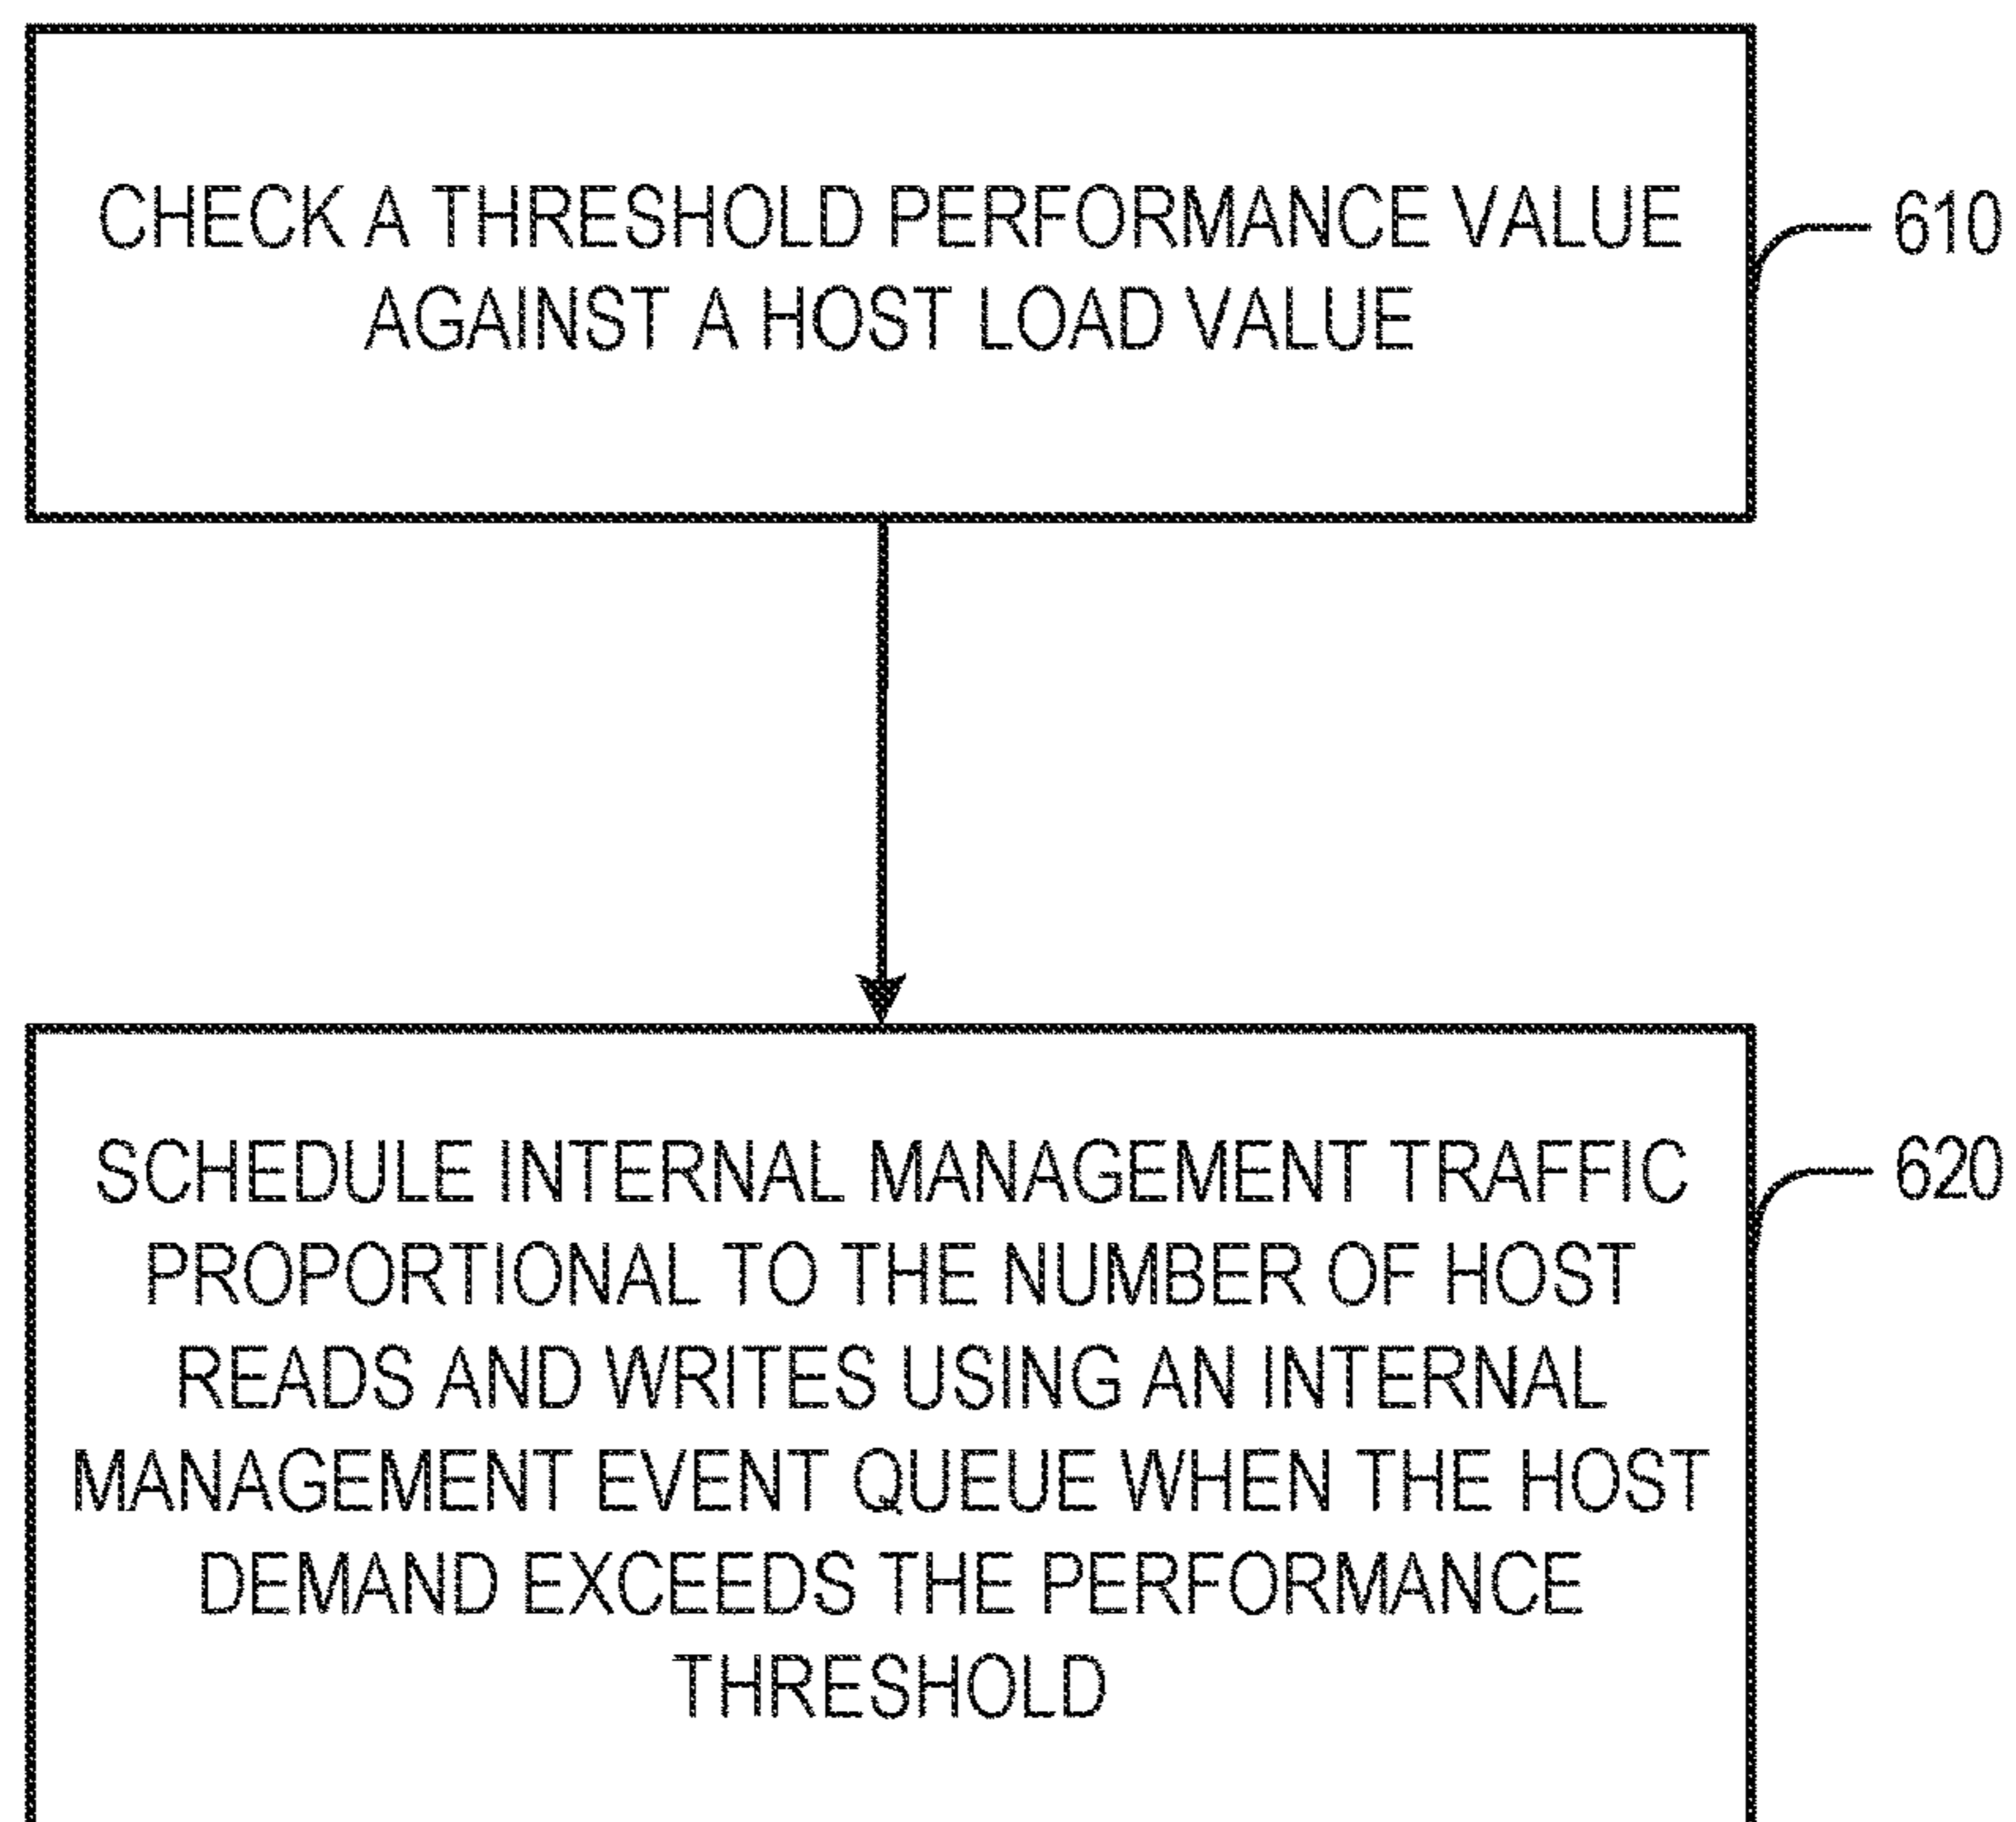 CHECK A THRESHOLD PERFORMANCE VALUE
AGAINST A HOST LOAD VALUE
610
SCHEDULE INTERNAL MANAGEMENT TRAFFIC
PROPORTIONAL TO THE NUMBER OF HOST
READS AND WRITES USING AN INTERNAL
MANAGEMENT EVENT QUEUE WHEN THE HOST
DEMAND EXCEEDS THE PERFORMANCE
THRESHOLD
620